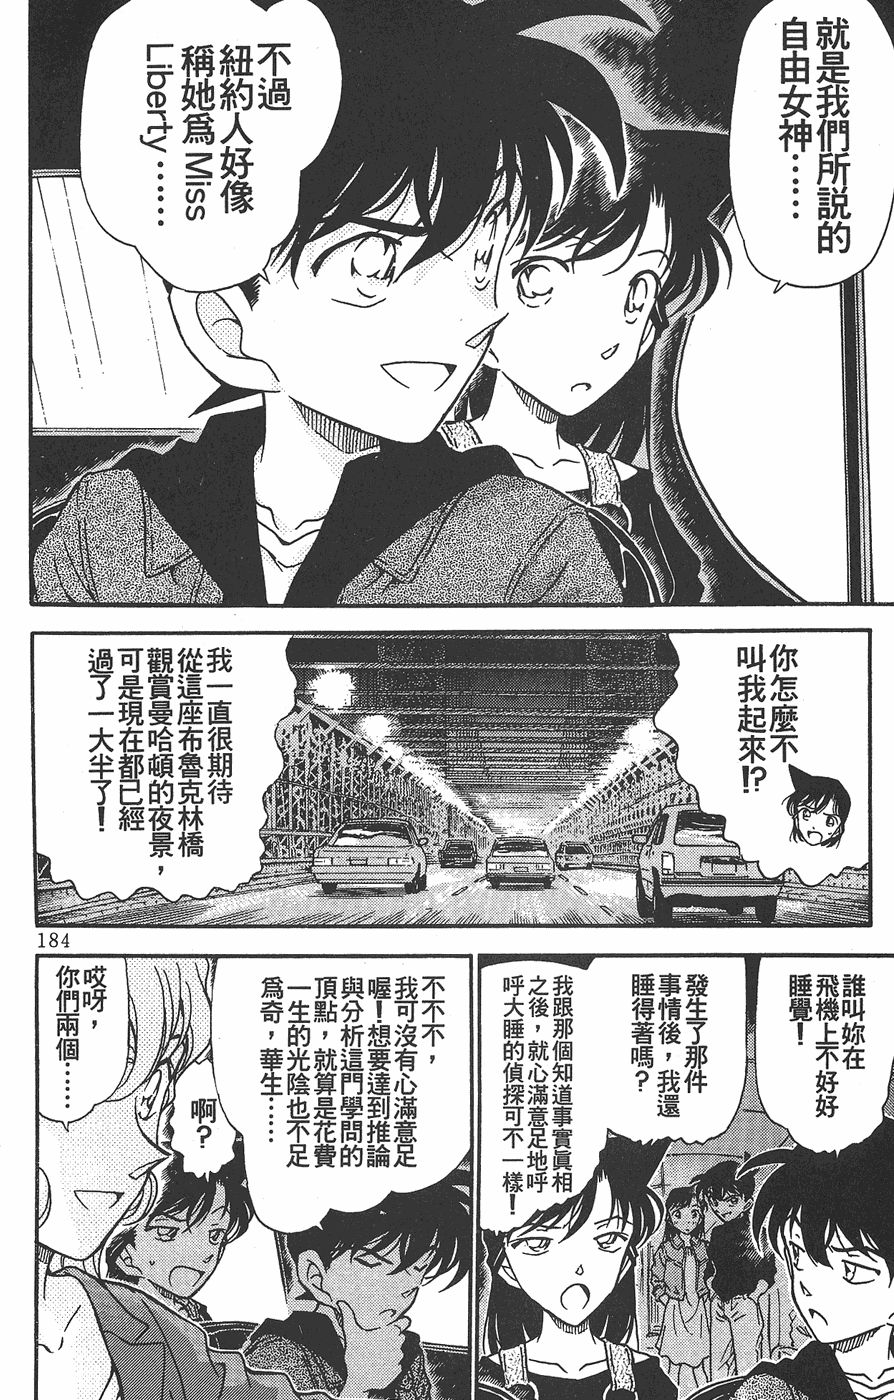 就是我們所説的
自由女神……
不過
紐約人好像
稱她爲Miss
Liberty……
你怎麼不
叫我起來!?
我一直很期待
從這座布魯克林橋
觀賞曼哈頓的夜景，
可是現在都已經
過了一大半了！
184
誰叫妳在
飛機上不好好
睡覺！
發生了那件
事情後，我還
睡得著嗎？
我跟那個知道事實眞相
之後，就心滿意足地呼
呼大睡的偵探可不一樣！
不不不，
我可沒有心滿意足
喔！想要達到推論
與分析這門學問的
頂點，就算是花費
一生的光陰也不足
爲奇，華生……
啊？
哎呀，
你們兩個……